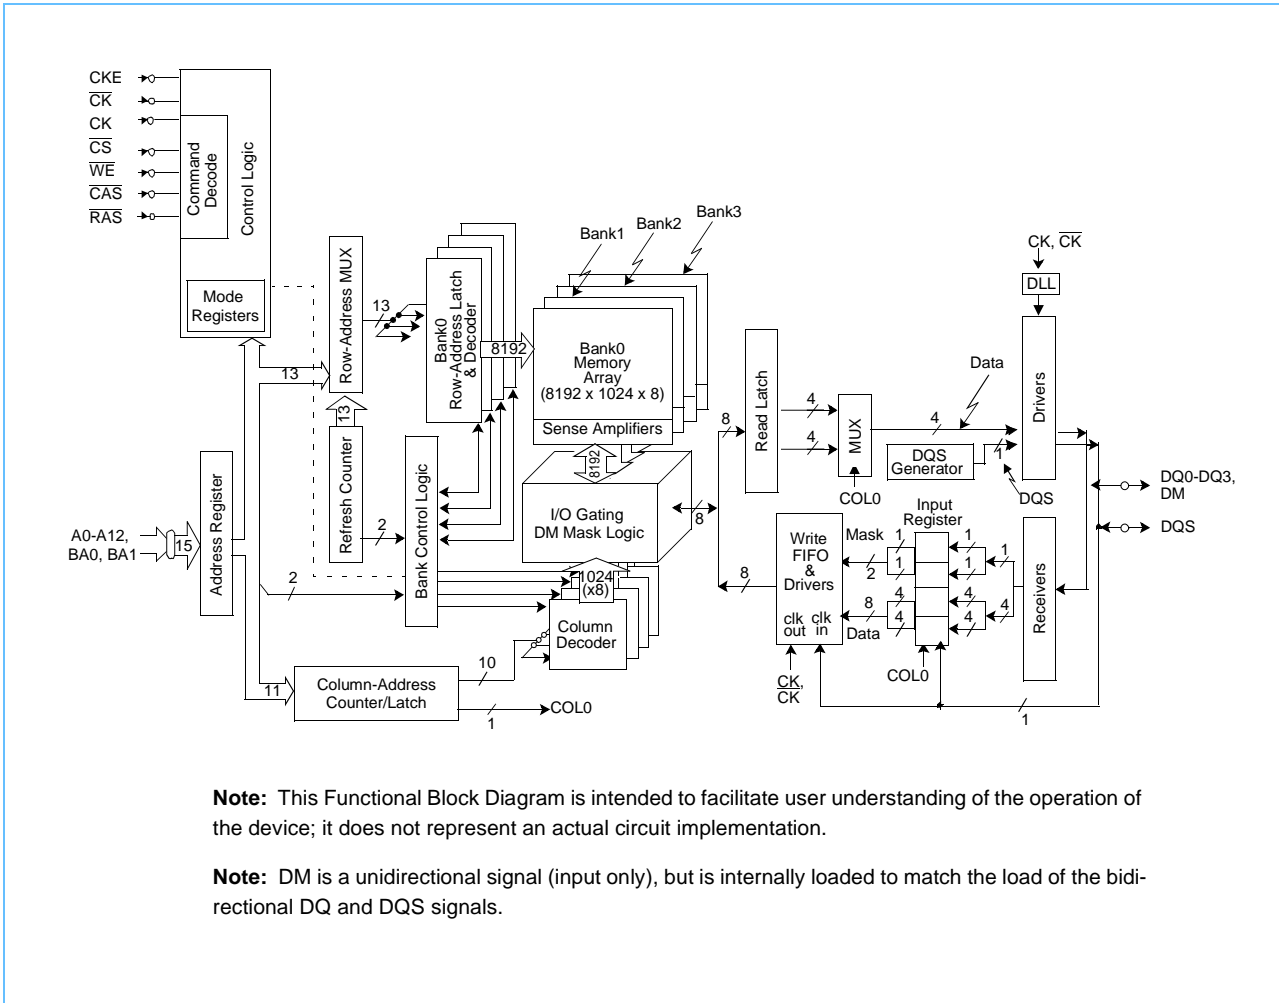 CKE
CK
CK
CS
WE
CAS
RAS
Command
Decode
Control Logic
Mode
Registers
Row-Address MUX
13
13
13
Refresh Counter
Address Register
A0-A12,
BA0, BA1
15
2
2
11
Column-Address
Counter/Latch
10
1
COL0
Bank Control Logic
Bank0
Row-Address Latch
& Decoder
8192
Bank1
Bank2
Bank3
Bank0
Memory
Array
(8192 x 1024 x 8)
Sense Amplifiers
8192
I/O Gating
DM Mask Logic
1024
(x8)
Column
Decoder
8
8
8
Read Latch
4
4
MUX
COL0
4
Data
DQS
Generator
1
DQS
CK, CK
DLL
Drivers
DQ0-DQ3,
DM
DQS
Input
Register
Write
FIFO
&
Drivers
clk
out
clk
in
Mask
2
8
Data
1
1
4
4
1
1
4
4
1
4
Receivers
COL0
CK,
CK
1
Note: This Functional Block Diagram is intended to facilitate user understanding of the operation of
the device; it does not represent an actual circuit implementation.
Note: DM is a unidirectional signal (input only), but is internally loaded to match the load of the bidi-
rectional DQ and DQS signals.